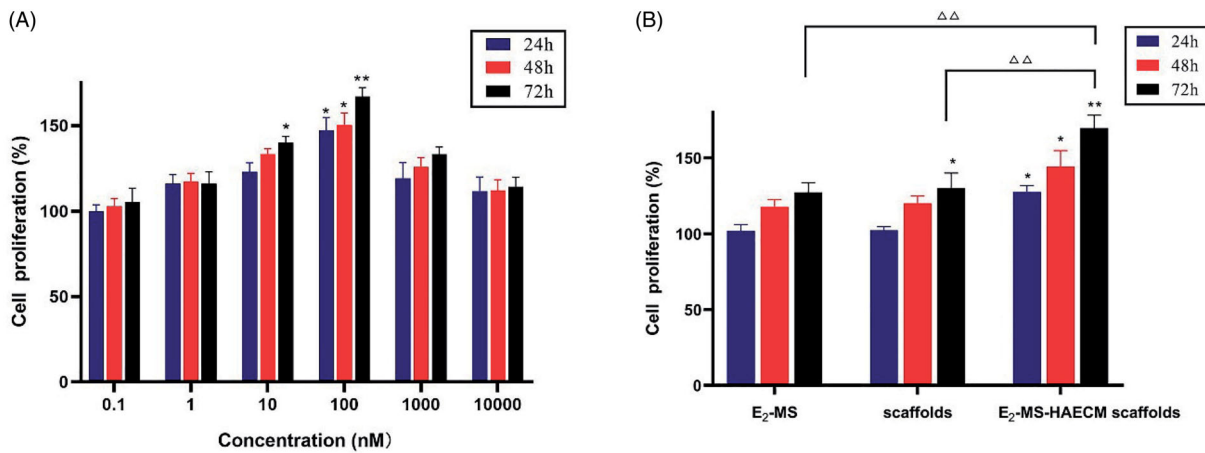 (A)
24h
48h
72h
**
* *
*
150
100
50
0
Cell proliferation (%)
0.1 1 10 100 1000 10000
Concentration (nM)
(B)
△△
24h
48h
72h
△△
**
*
*
*
150
100
50
0
Cell proliferation (%)
E₂-MS scaffolds E₂-MS-HAECM scaffolds